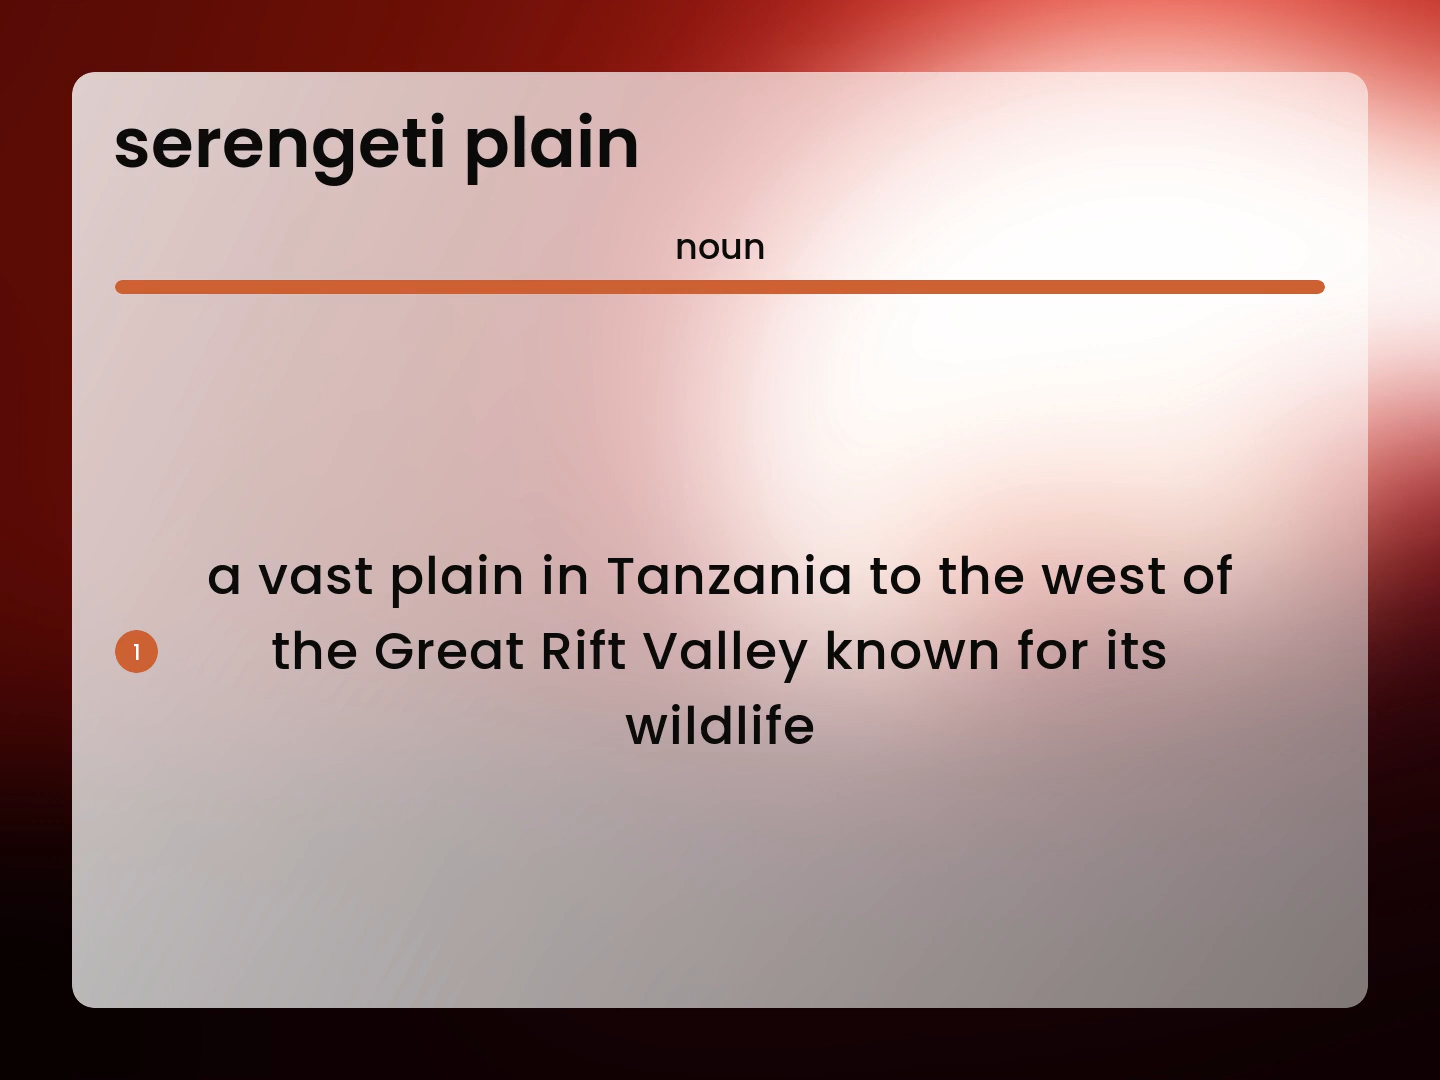 serengeti plain
noun
a vast plain in Tanzania to the west of
1 the Great Rift Valley known for its
wildlife